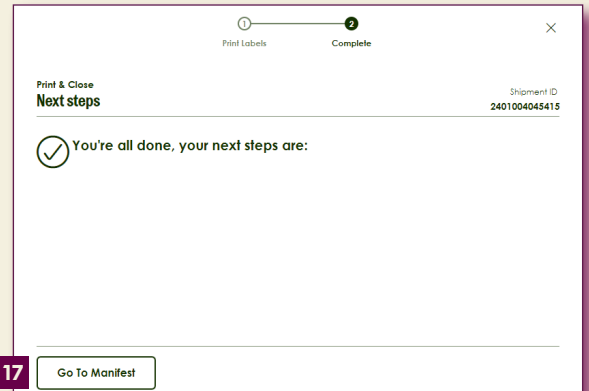 1 2
Print Labels Complete
Print & Close
Next steps
Shipment ID
2401004045415
You're all done, your next steps are:
17
Go To Manifest